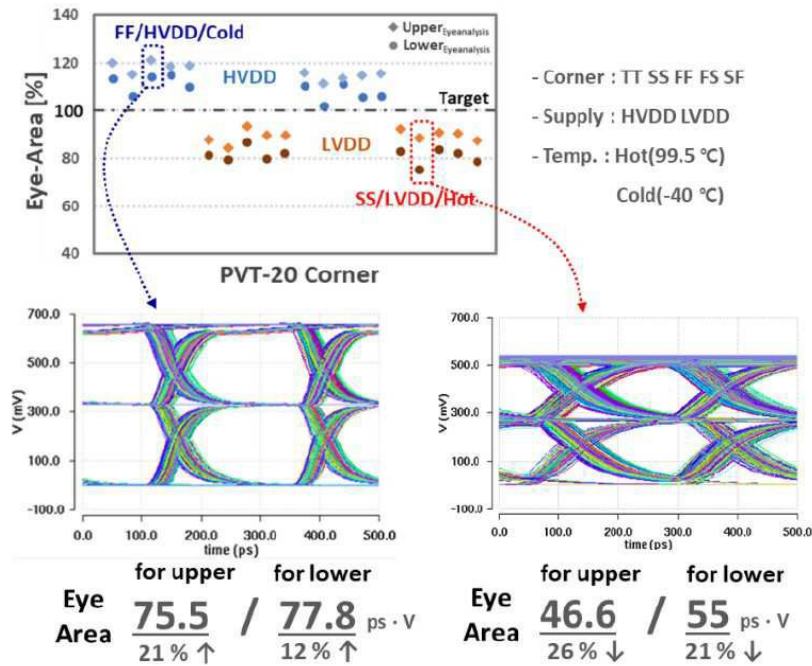 140
120
100
80
60
40
Eye-Area [%]
FF/HVDD/Cold
Upper Eyeanalysis
Lower Eyeanalysis
HVDD
Target
LVDD
SS/LVDD/Hot
PVT-20 Corner
- Corner : TT SS FF FS SF
- Supply : HVDD LVDD
- Temp. : Hot(99.5 ℃)
Cold(-40 ℃)
700.0
500.0
300.0
100.0
-100.0
V (mV)
0.0 100.0 200.0 300.0 400.0 500.0
time (ps)
700.0
500.0
300.0
100.0
-100.0
V (mV)
0.0 100.0 200.0 300.0 400.0 500.0
time (ps)
for upper for lower
Eye Area
75.5 / 77.8 ps · V
21 % ↑ 12 % ↑
for upper for lower
Eye Area
46.6 / 55 ps · V
26 % ↓ 21 % ↓